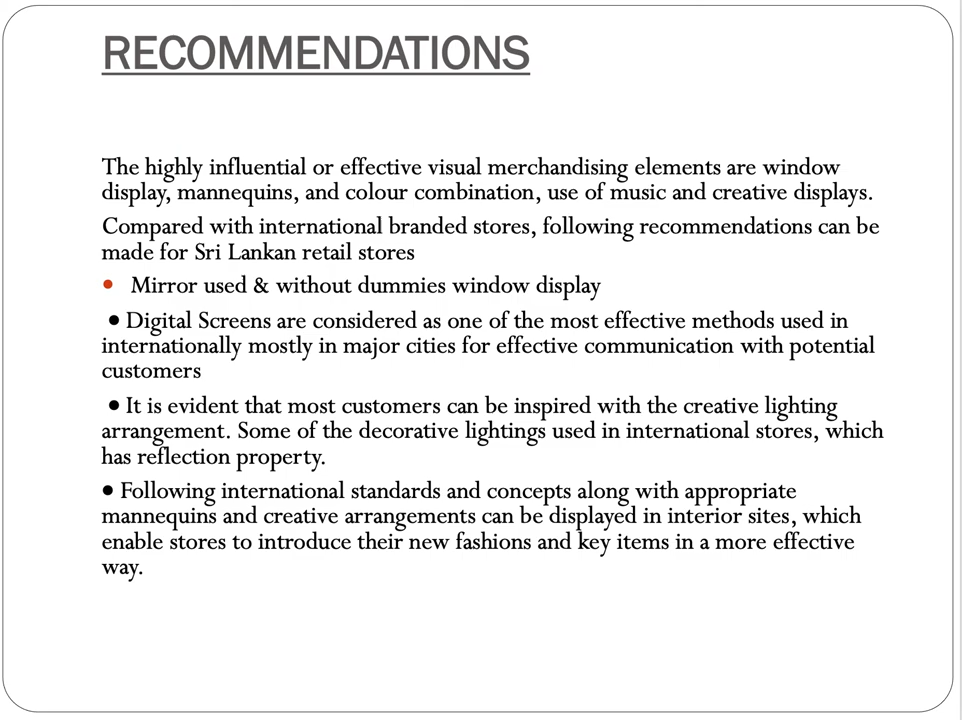 RECOMMENDATIONS
The highly influential or effective visual merchandising elements are window
display, mannequins, and colour combination, use of music and creative displays.
Compared with international branded stores, following recommendations can be
made for Sri Lankan retail stores
• Mirror used & without dummies window display
• Digital Screens are considered as one of the most effective methods used in
internationally mostly in major cities for effective communication with potential
customers
• It is evident that most customers can be inspired with the creative lighting
arrangement. Some of the decorative lightings used in international stores, which
has reflection property.
• Following international standards and concepts along with appropriate
mannequins and creative arrangements can be displayed in interior sites, which
enable stores to introduce their new fashions and key items in a more effective
way.